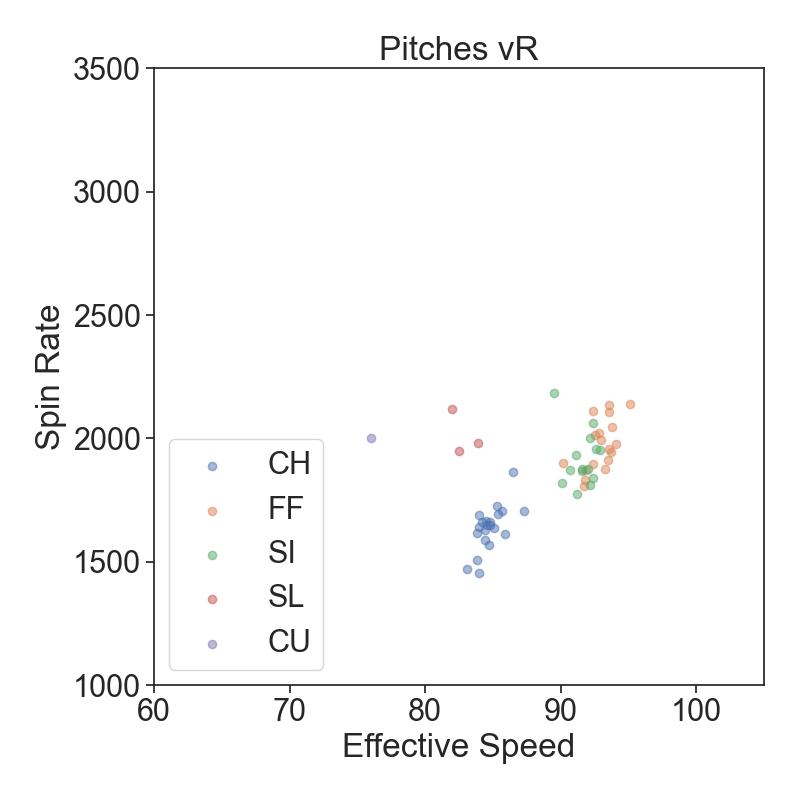 Pitches vR
3500
3000
2500
2000
1500
1000
Spin Rate
CH
FF
SI
SL
CU
60 70 80 90 100
Effective Speed